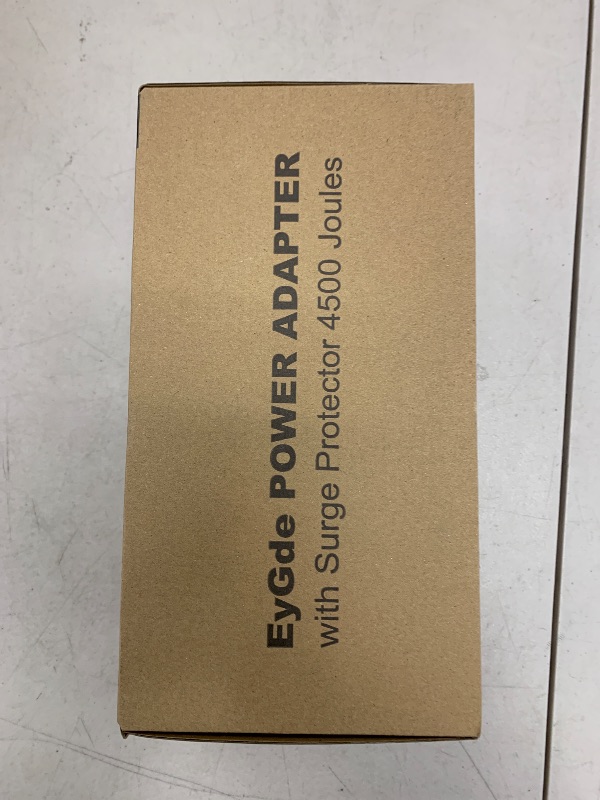 EyGde POWER ADAPTER
with Surge Protector 4500 Joules